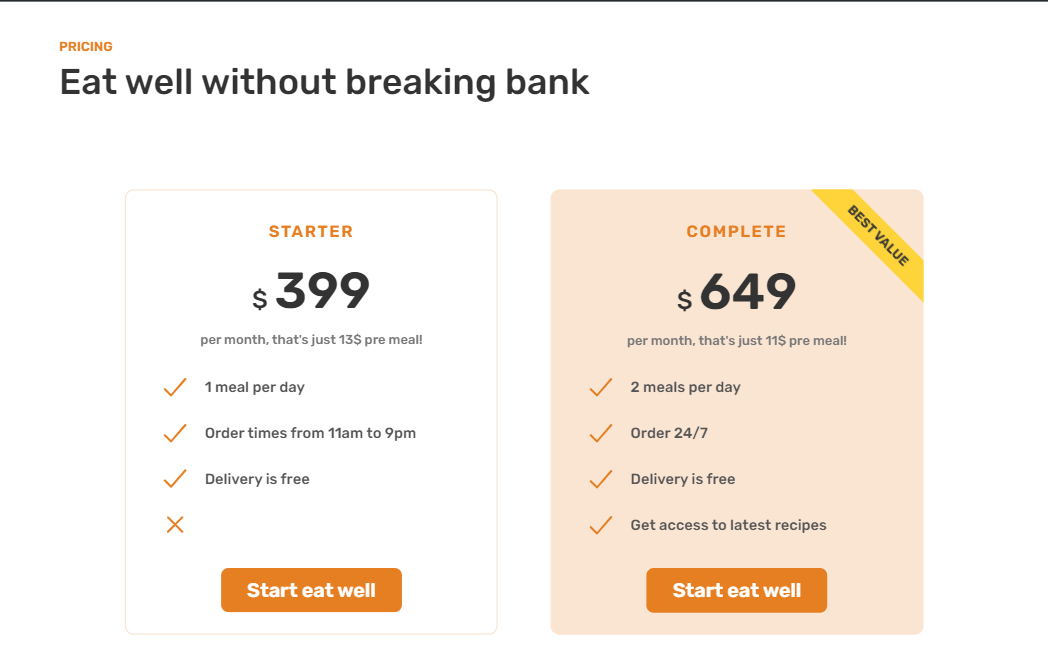 PRICING
Eat well without breaking bank
STARTER
$ 399
per month, that's just 13$ pre meal!
1 meal per day
Order times from 11am to 9pm
Delivery is free
Start eat well
BEST VALUE
COMPLETE
$ 649
per month, that's just 11$ pre meal!
2 meals per day
Order 24/7
Delivery is free
Get access to latest recipes
Start eat well